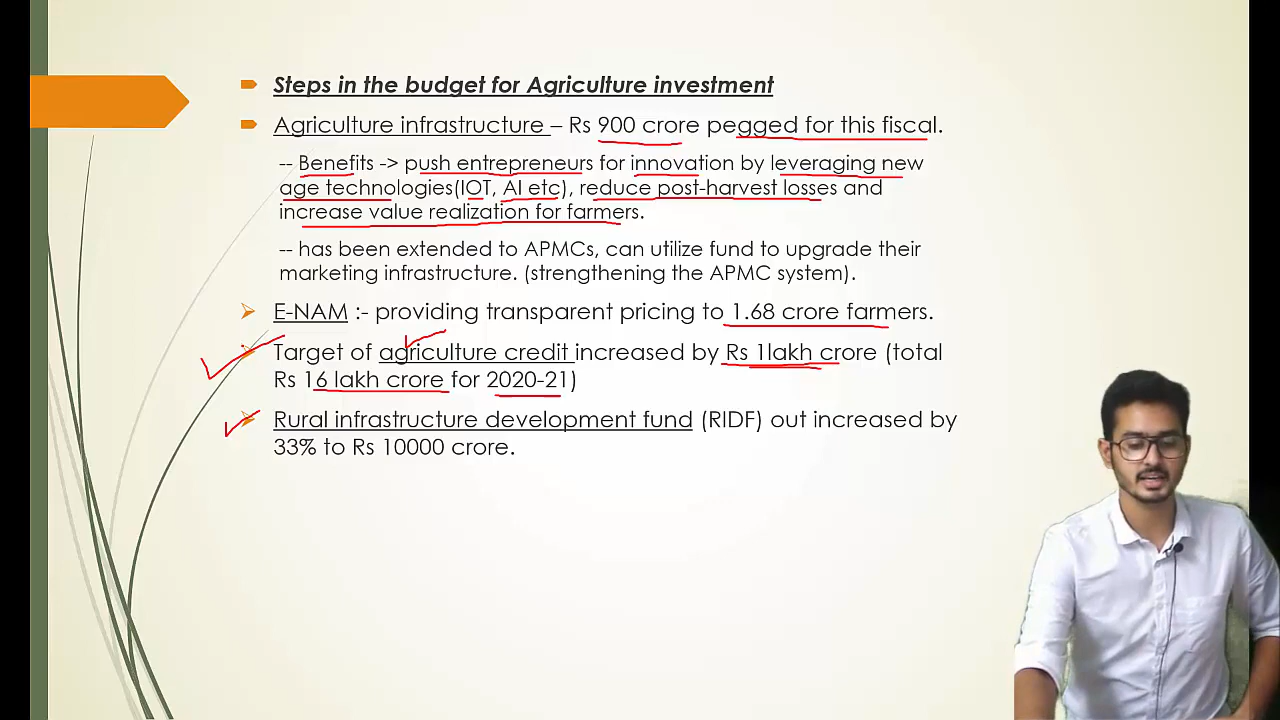 Steps in the budget for Agriculture investment
Agriculture infrastructure – Rs 900 crore pegged for this fiscal.
-- Benefits -> push entrepreneurs for innovation by leveraging new
age technologies(IOT, AI etc), reduce post-harvest losses and
increase value realization for farmers.
-- has been extended to APMCs, can utilize fund to upgrade their
marketing infrastructure. (strengthening the APMC system).
E-NAM :- providing transparent pricing to 1.68 crore farmers.
Target of agriculture credit increased by Rs 1lakh crore (total
Rs 16 lakh crore for 2020-21)
Rural infrastructure development fund (RIDF) out increased by
33% to Rs 10000 crore.